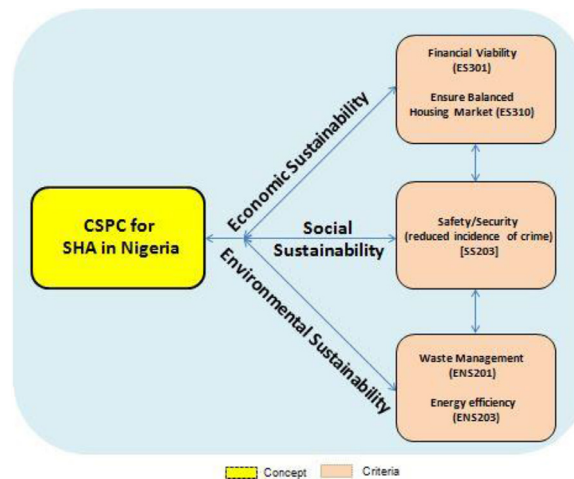 Financial Viability
(ES301)
Ensure Balanced
Housing Market (ES310)
Economic Sustainability
CSPC for
SHA in Nigeria
Social
Sustainability
Safety/Security
(reduced incidence of crime)
[SS203]
Environmental Sustainability
Waste Management
(ENS201)
Energy efficiency
(ENS203)
Concept
Criteria